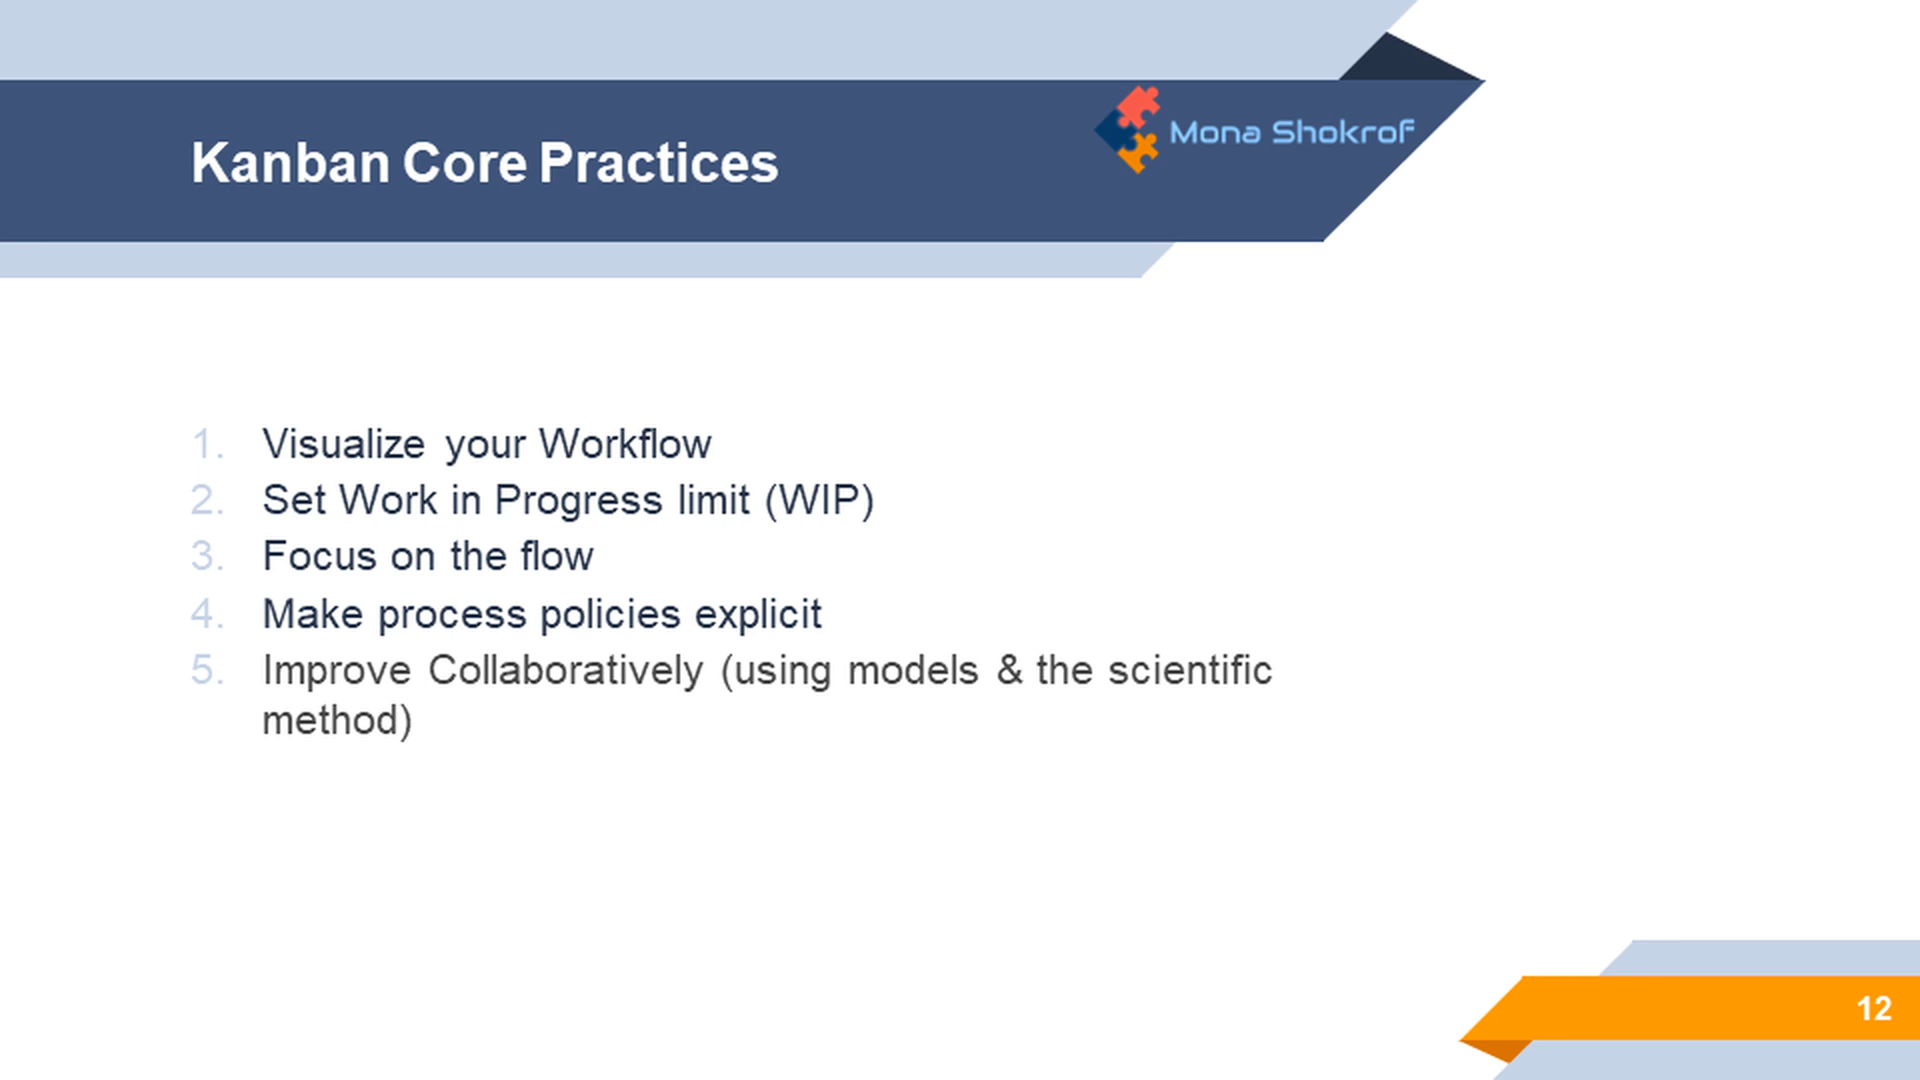 Kanban Core Practices
Mona Shokrof
1. Visualize your Workflow
2. Set Work in Progress limit (WIP)
3. Focus on the flow
4. Make process policies explicit
5. Improve Collaboratively (using models & the scientific
method)
12